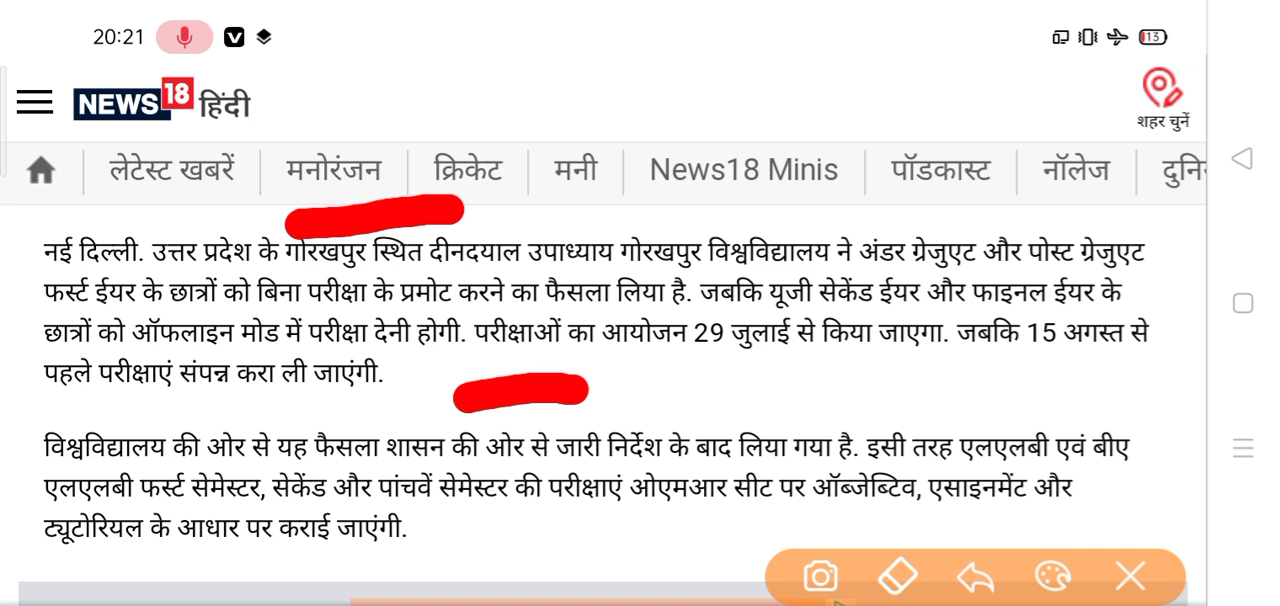 20:21
13
NEWS18 हिंदी
शहर चुनें
लेटेस्ट खबरें मनोरंजन क्रिकेट मनी News18 Minis पॉडकास्ट नॉलेज
नई दिल्ली. उत्तर प्रदेश के गोरखपुर स्थित दीनदयाल उपाध्याय गोरखपुर विश्वविद्यालय ने अंडर ग्रेजुएट और पोस्ट ग्रेजुएट
फर्स्ट ईयर के छात्रों को बिना परीक्षा के प्रमोट करने का फैसला लिया है. जबकि यूजी सेकेंड ईयर और फाइनल ईयर के
छात्रों को ऑफलाइन मोड में परीक्षा देनी होगी. परीक्षाओं का आयोजन 29 जुलाई से किया जाएगा. जबकि 15 अगस्त से
पहले परीक्षाएं संपन्न करा ली जाएंगी.
विश्वविद्यालय की ओर से यह फैसला शासन की ओर से जारी निर्देश के बाद लिया गया है. इसी तरह एलएलबी एवं बीए
एलएलबी फर्स्ट सेमेस्टर, सेकेंड और पांचवें सेमेस्टर की परीक्षाएं ओएमआर सीट पर ऑब्जेक्टिव, एसाइनमेंट और
ट्यूटोरियल के आधार पर कराई जाएंगी.